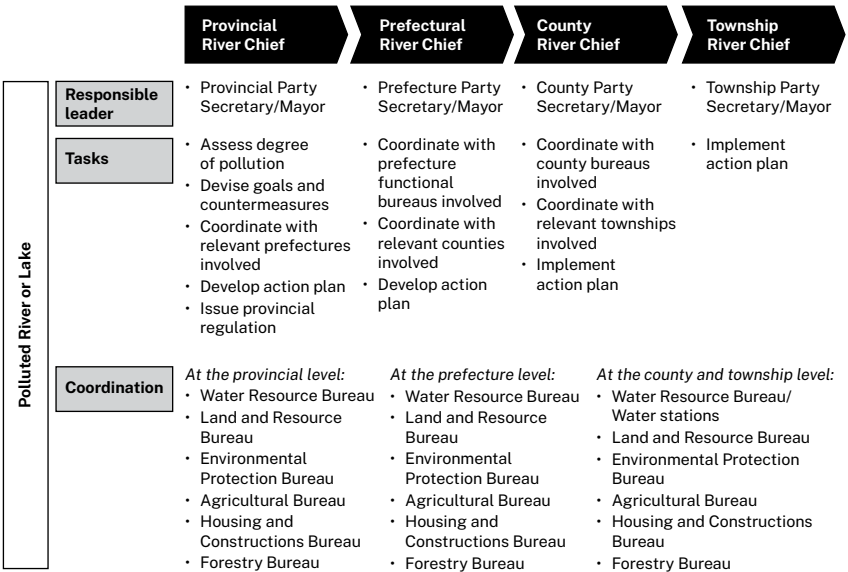 Provincial
River Chief
Prefectural
River Chief
County
River Chief
Township
River Chief
Polluted River or Lake
Responsible
leader
• Provincial Party
Secretary/Mayor
• Prefecture Party
Secretary/Mayor
• County Party
Secretary/Mayor
• Township Party
Secretary/Mayor
Tasks
• Assess degree
of pollution
• Devise goals and
countermeasures
• Coordinate with
relevant prefectures
involved
• Develop action plan
• Issue provincial
regulation
• Coordinate with
prefecture
functional
bureaus involved
• Coordinate with
relevant counties
involved
• Develop action
plan
• Coordinate with
county bureaus
involved
• Coordinate with
relevant townships
involved
• Implement
action plan
• Implement
action plan
Coordination
At the provincial level:
• Water Resource Bureau
• Land and Resource
Bureau
• Environmental
Protection Bureau
• Agricultural Bureau
• Housing and
Constructions Bureau
• Forestry Bureau
At the prefecture level:
• Water Resource Bureau
• Land and Resource
Bureau
• Environmental
Protection Bureau
• Agricultural Bureau
• Housing and
Constructions Bureau
• Forestry Bureau
At the county and township level:
• Water Resource Bureau/
Water stations
• Land and Resource Bureau
• Environmental Protection
Bureau
• Agricultural Bureau
• Housing and Constructions
Bureau
• Forestry Bureau